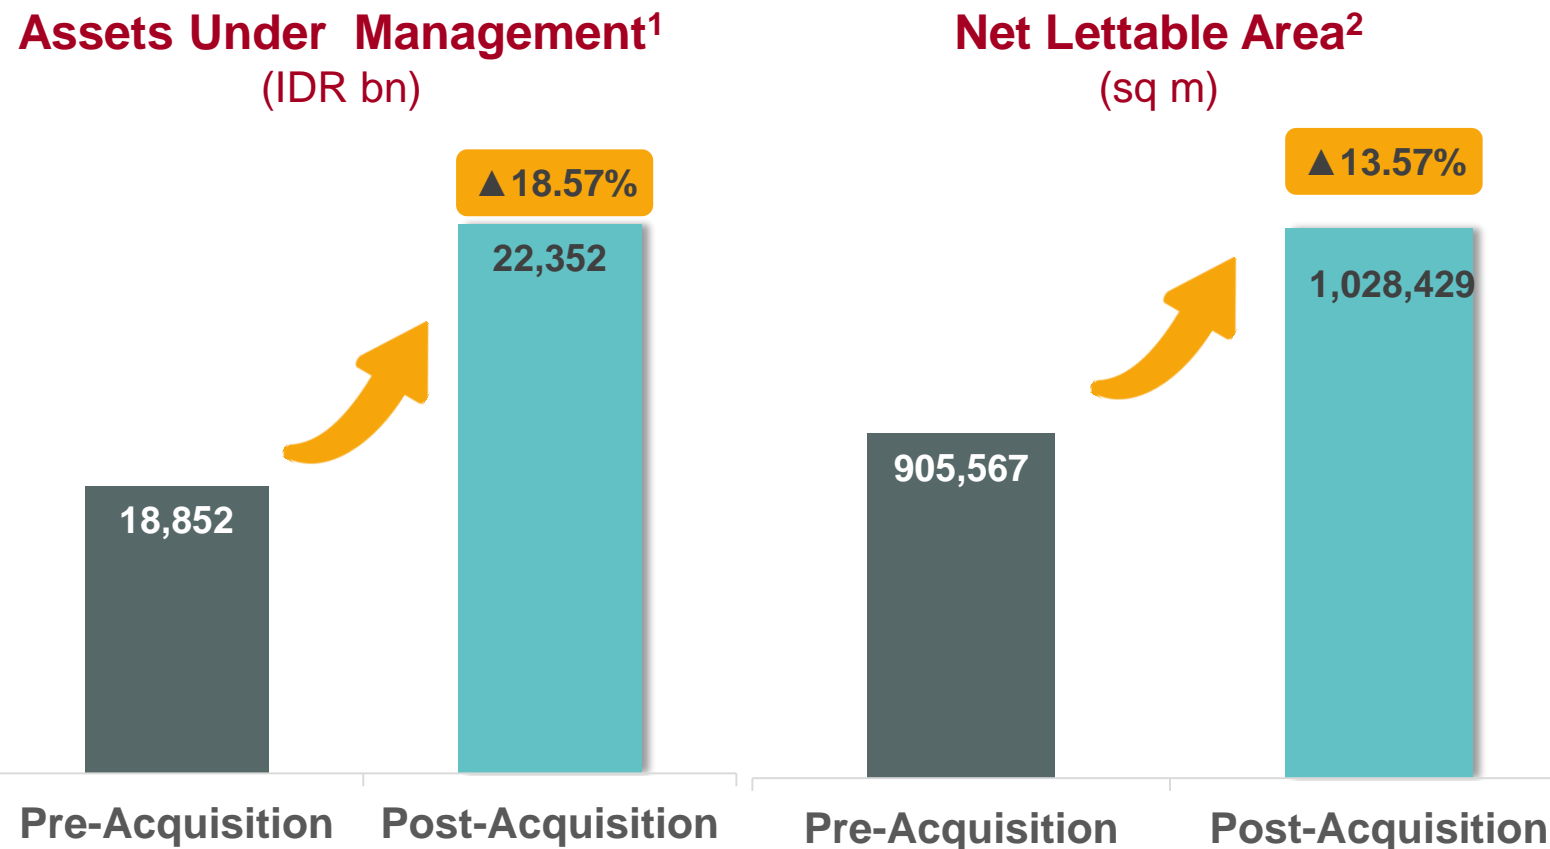 Assets Under Management1
(IDR bn)
▲18.57%
22,352
18,852
Pre-Acquisition
Post-Acquisition
Net Lettable Area2
(sq m)
▲13.57%
1,028,429
905,567
Pre-Acquisition
Post-Acquisition